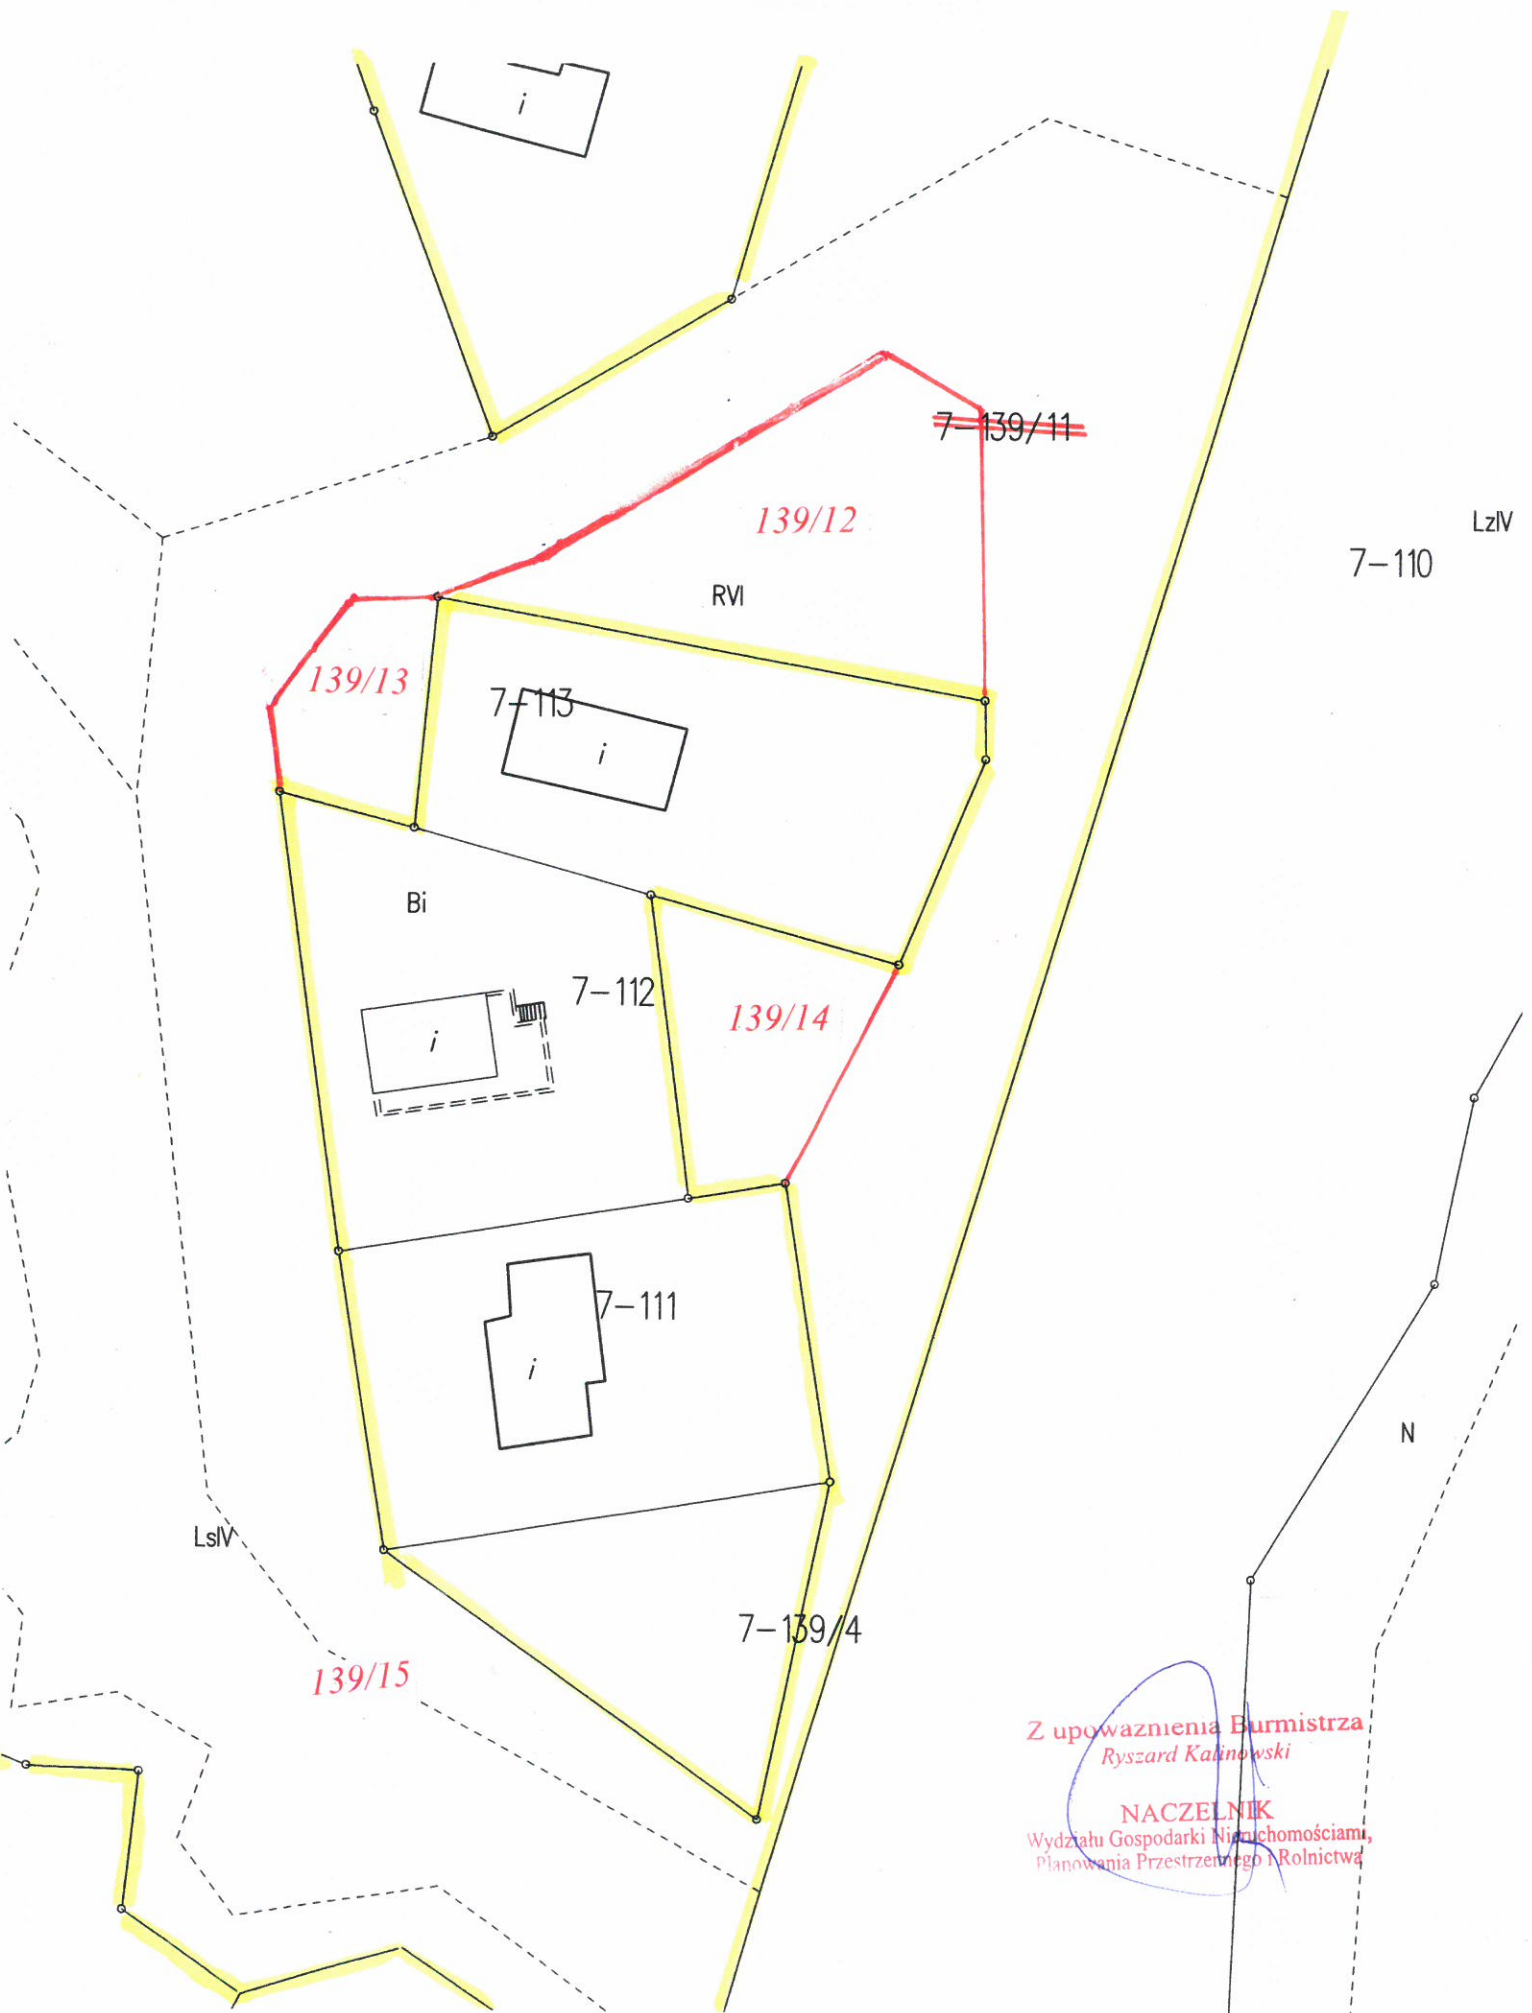 i
7-139/11
139/12
LzIV
7-110
RVI
139/13
7-113
i
Bi
7-112
139/14
i
7-111
i
N
LsIV
7-139/4
139/15
Z upoważnienia Burmistrza
Ryszard Kalinowski
NACZELNIK
Wydziału Gospodarki Nieruchomościami,
Planowania Przestrzennego i Rolnictwa